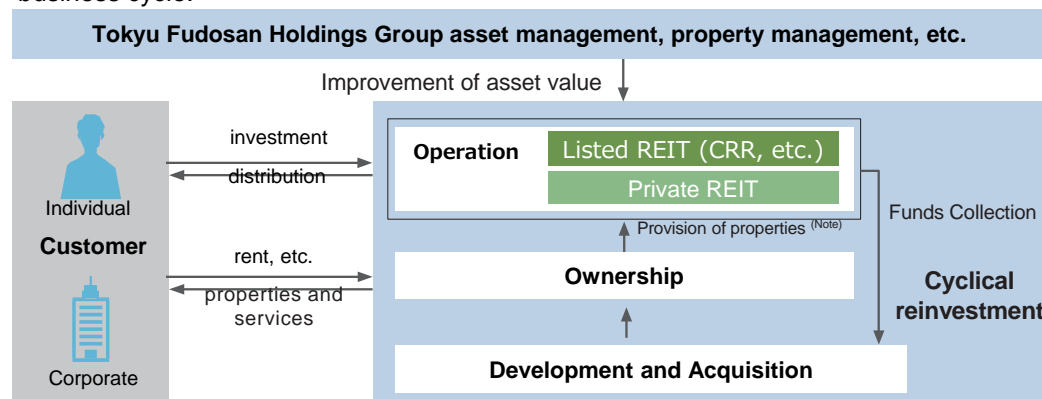 business cycle.
Tokyu Fudosan Holdings Group asset management, property management, etc.
Improvement of asset value
investment
distribution
Individual
Customer
rent, etc.
properties and
services
Corporate
Operation
Listed REIT (CRR, etc.)
Private REIT
Provision of properties (Note)
Ownership
Development and Acquisition
Funds Collection
Cyclical
reinvestment